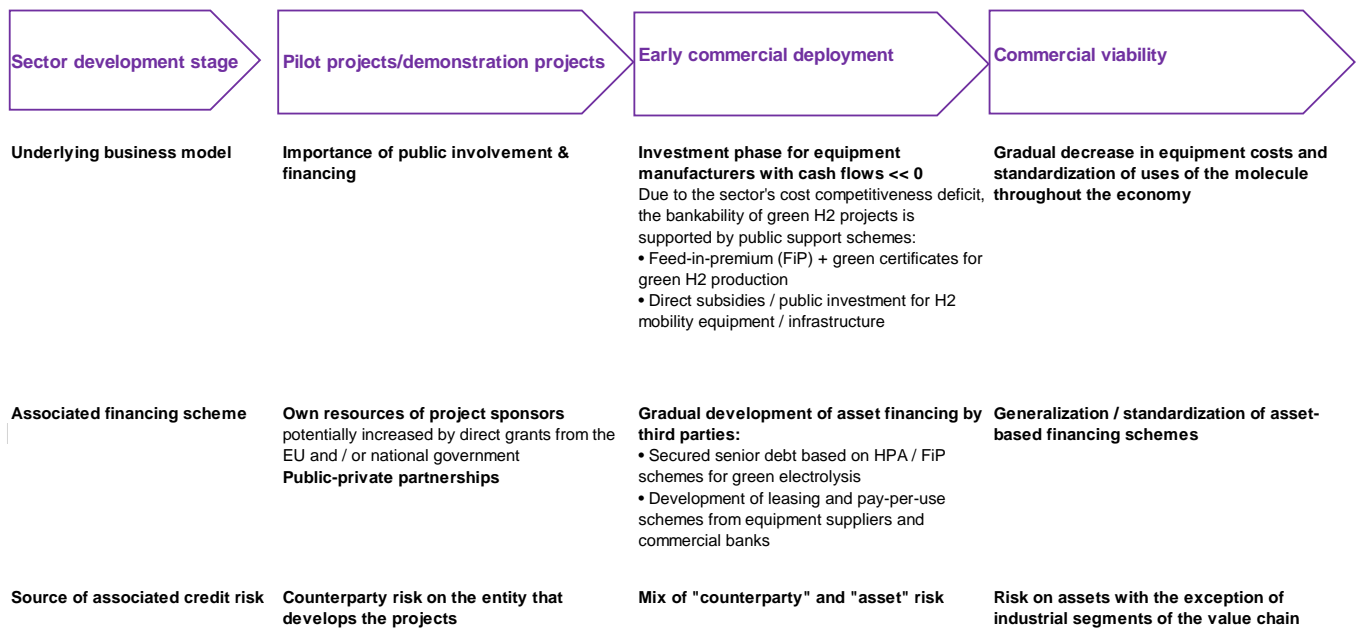 Sector development stage
Pilot projects/demonstration projects
Early commercial deployment
Commercial viability
Underlying business model
Importance of public involvement &
financing
Investment phase for equipment
manufacturers with cash flows << 0
Due to the sector's cost competitiveness deficit,
the bankability of green H2 projects is
supported by public support schemes:
• Feed-in-premium (FiP) + green certificates for
green H2 production
• Direct subsidies / public investment for H2
mobility equipment / infrastructure
Gradual decrease in equipment costs and
standardization of uses of the molecule
throughout the economy
Associated financing scheme
Own resources of project sponsors
potentially increased by direct grants from the
EU and / or national government
Public-private partnerships
Gradual development of asset financing by
third parties:
• Secured senior debt based on HPA / FiP
schemes for green electrolysis
• Development of leasing and pay-per-use
schemes from equipment suppliers and
commercial banks
Generalization / standardization of asset-
based financing schemes
Source of associated credit risk
Counterparty risk on the entity that
develops the projects
Mix of "counterparty" and "asset" risk
Risk on assets with the exception of
industrial segments of the value chain